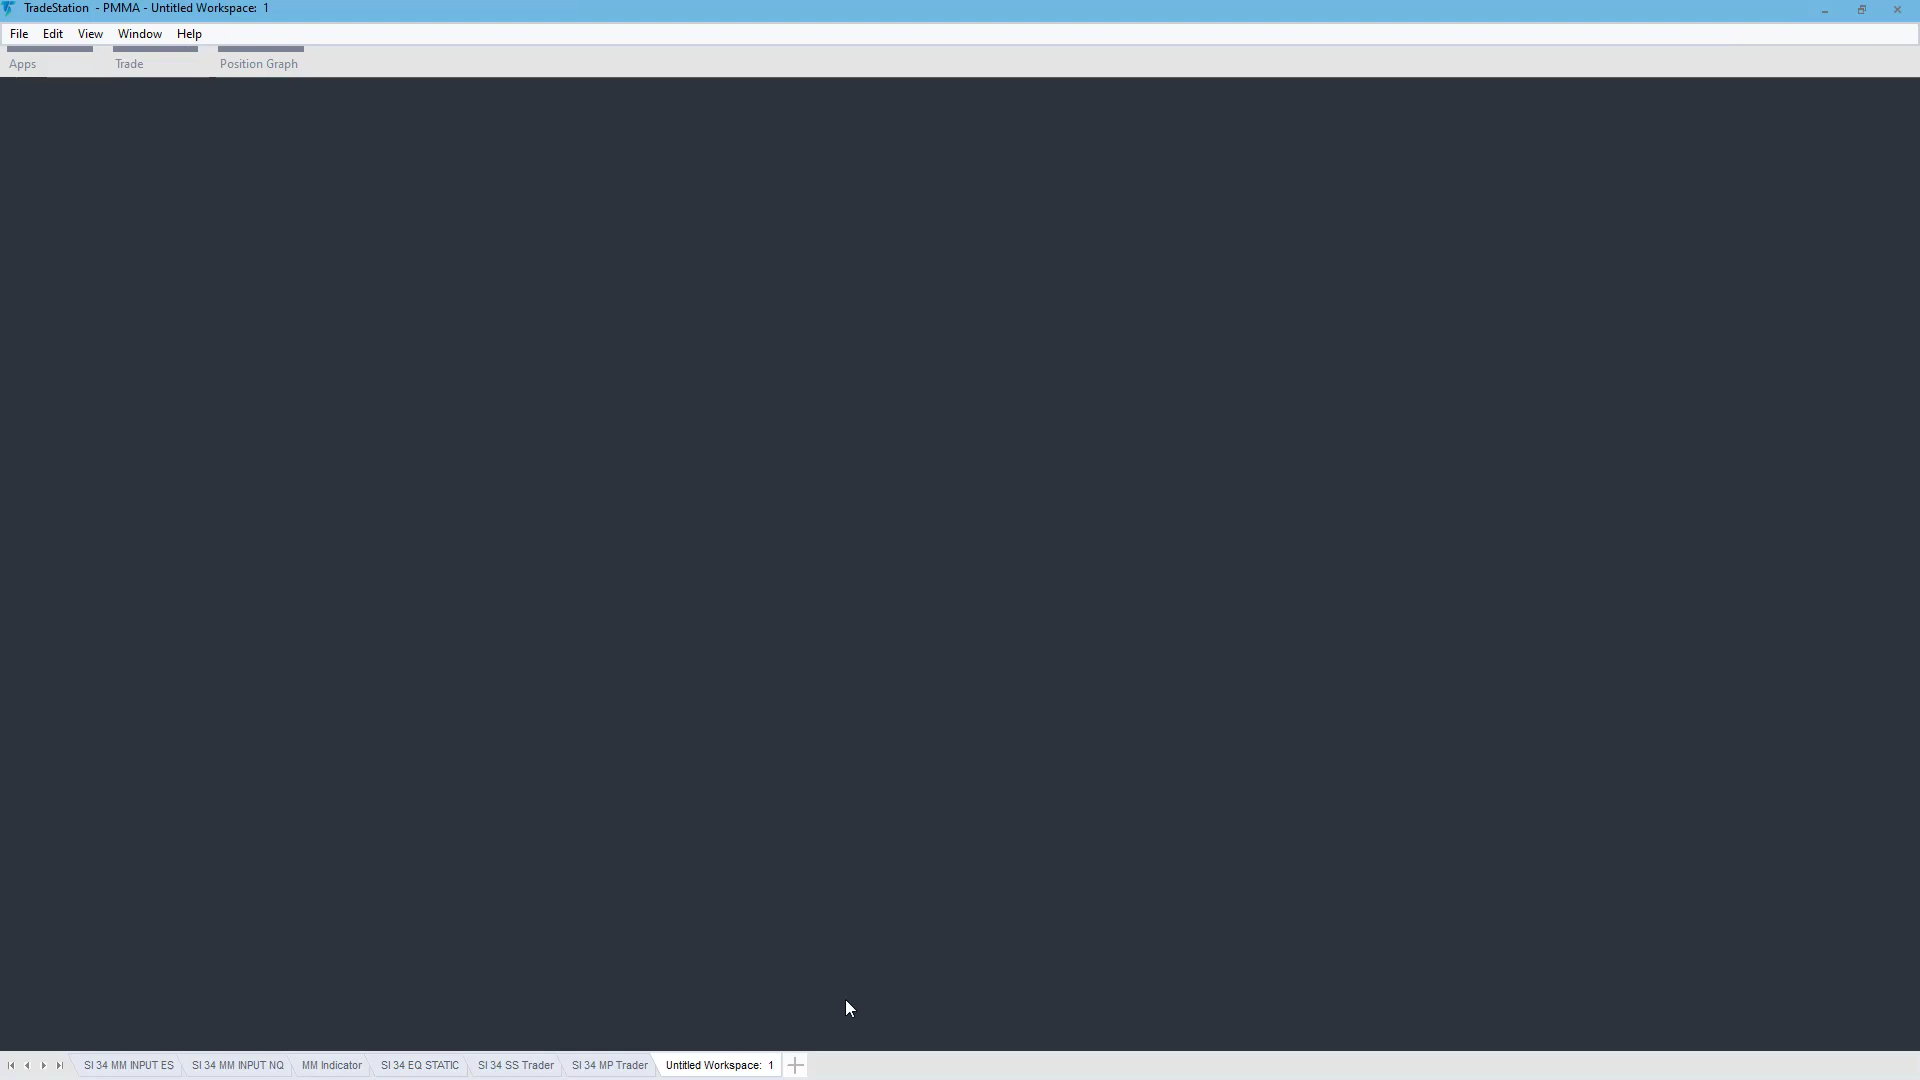 TradeStation - PMMA - Untitled Workspace: 1
File Edit View Window Help
Apps Trade Position Graph
SI 34 MM INPUT ES SI 34 MM INPUT NQ MM Indicator SI 34 EQ STATIC SI 34 SS Trader SI 34 MP Trader Untitled Workspace: 1